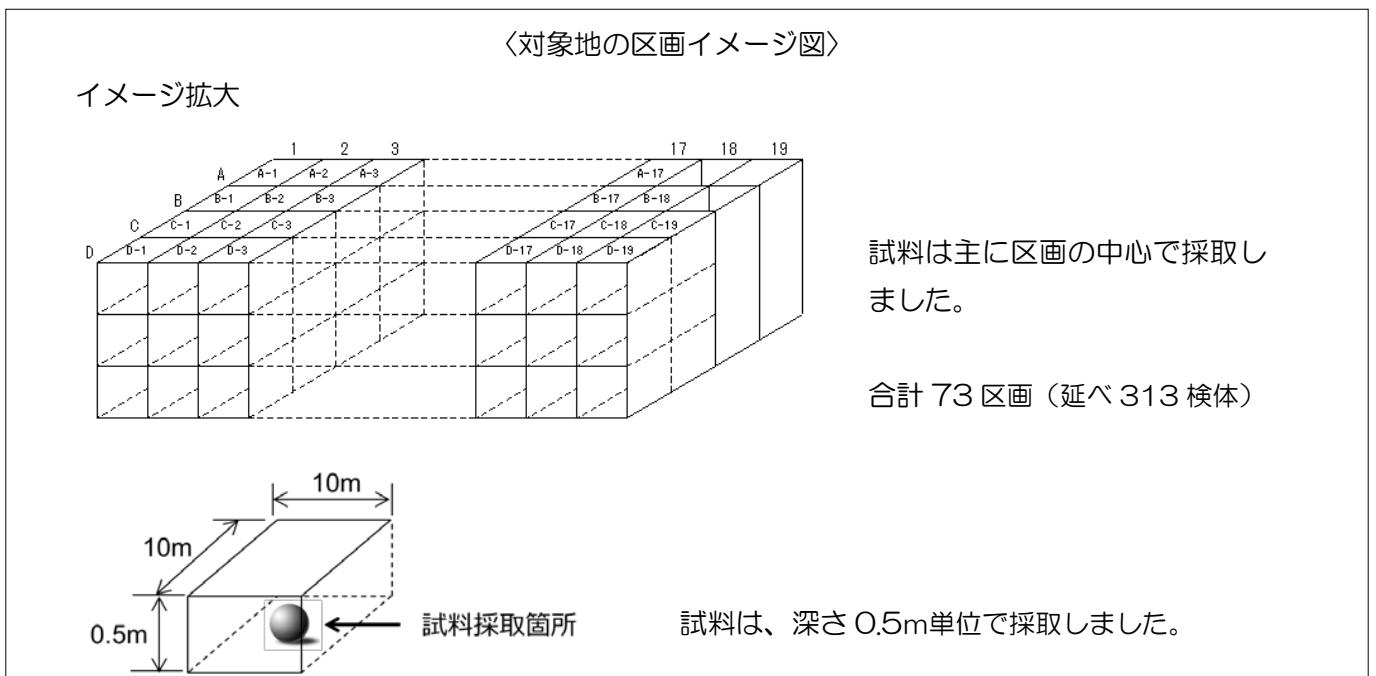 〈対象地の区画イメージ図〉
イメージ拡大
1 2 3 17 18 19
A A-1 A-2 A-3 A-17
B B-1 B-2 B-3 B-17 B-18
C C-1 C-2 C-3 C-17 C-18 C-19
D D-1 D-2 D-3 D-17 D-18 D-19
試料は主に区画の中心で採取し
ました。
合計 73 区画（延べ 313 検体）
10m
10m
0.5m
試料採取箇所
試料は、深さ 0.5m単位で採取しました。